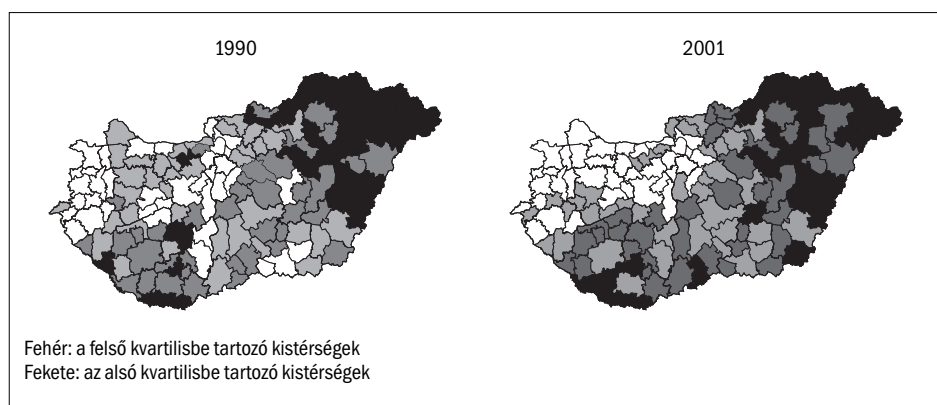 1990
2001
Fehér: a felső kvartilisbe tartozó kistérségek
Fekete: az alsó kvartilisbe tartozó kistérségek